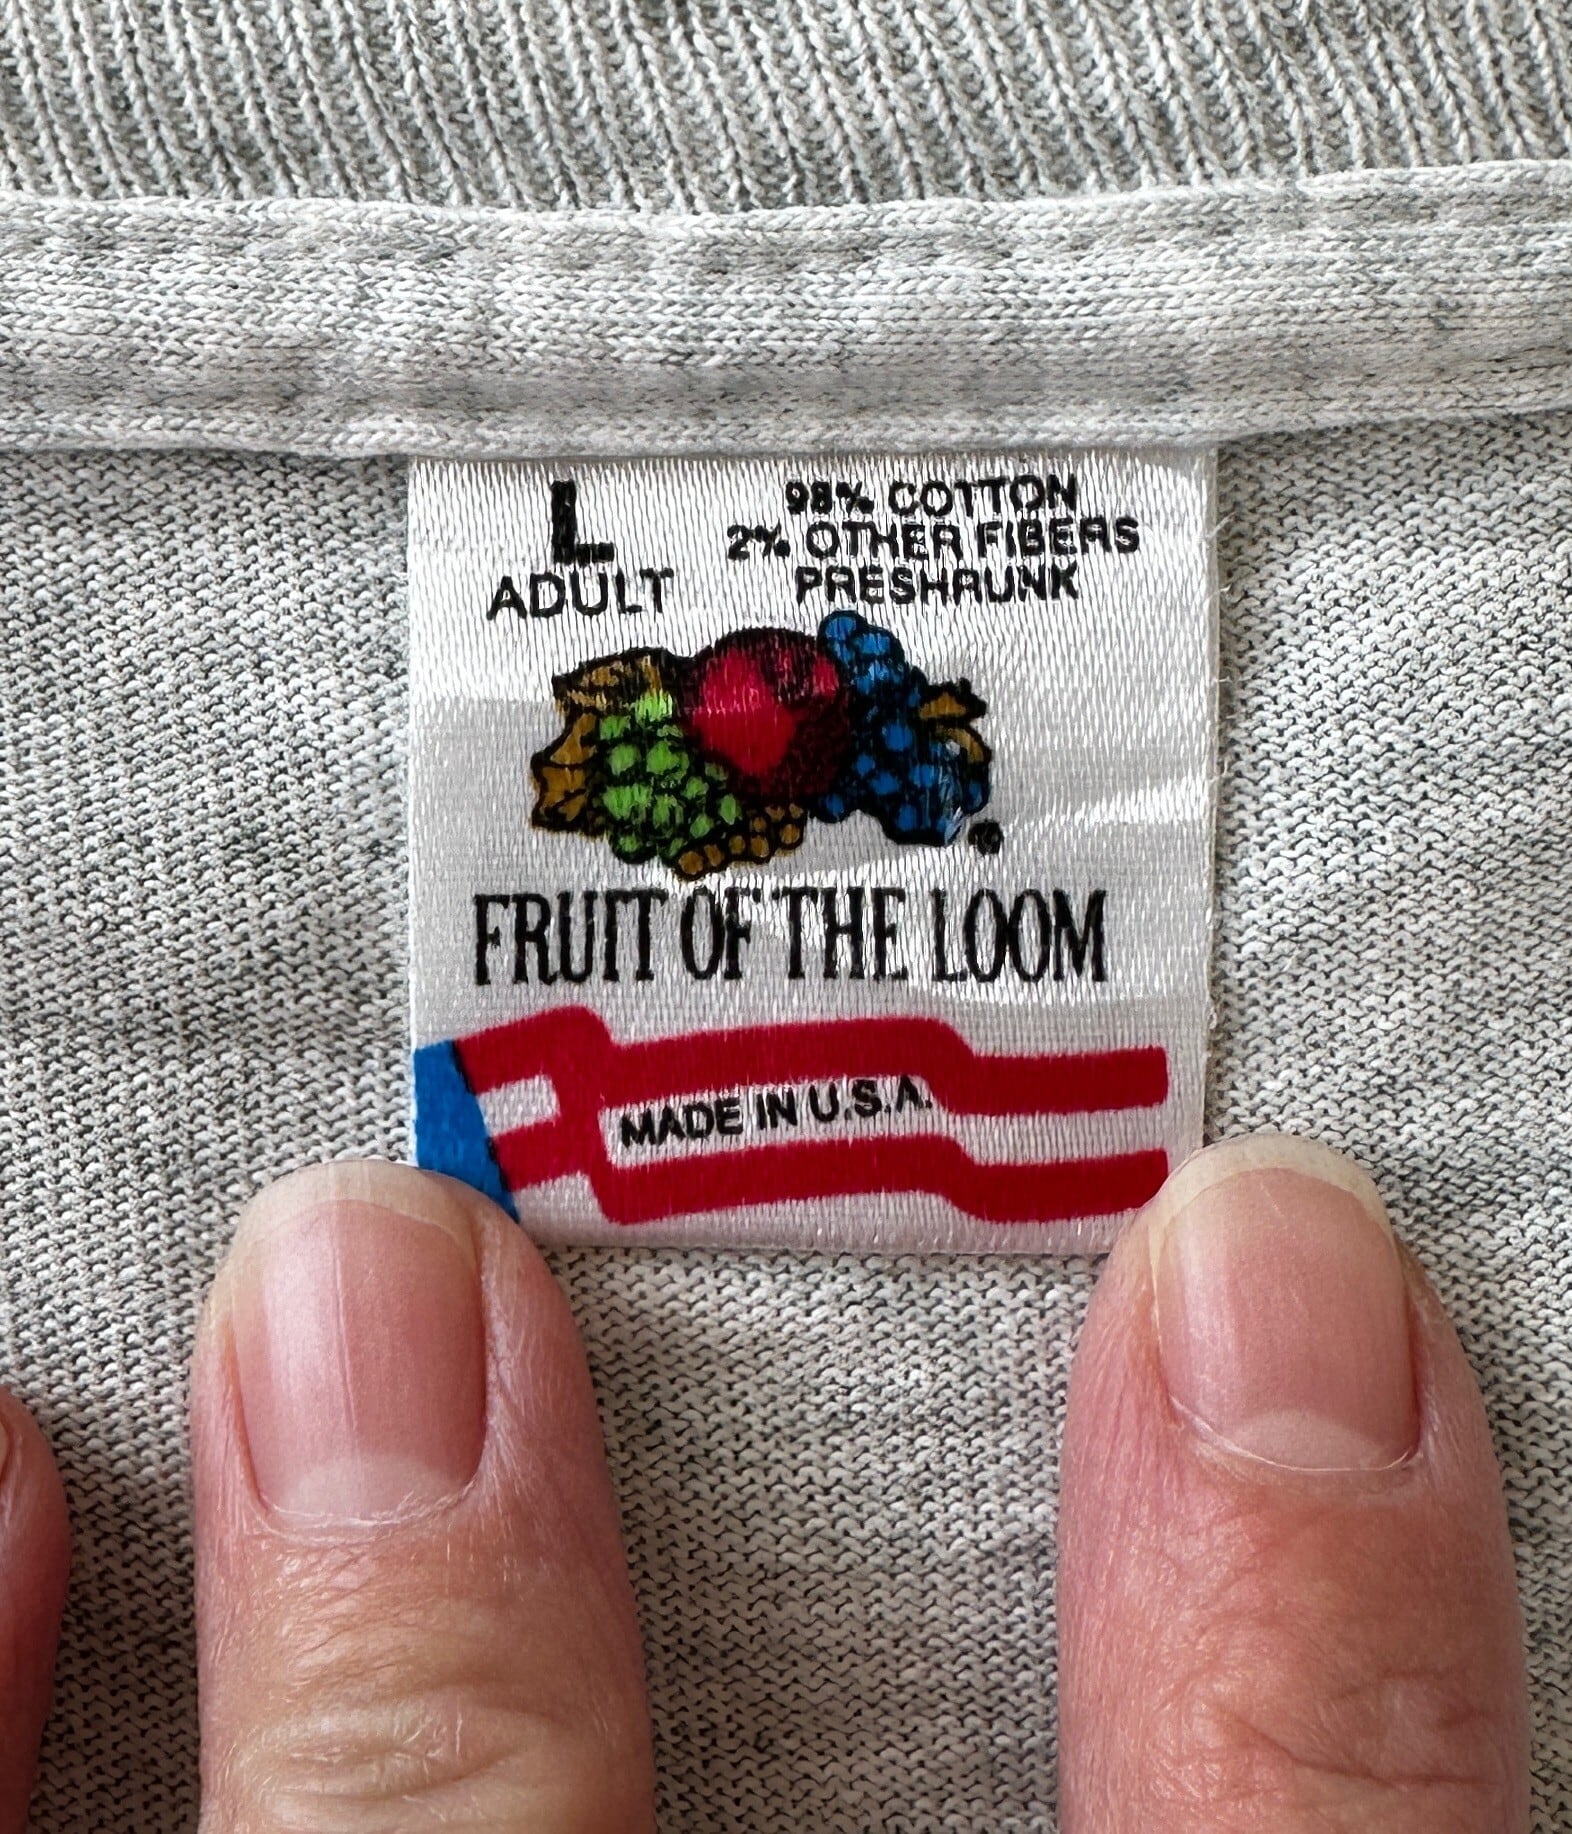 L
ADULT
98% COTTON
2% OTHER FIBERS
PRESHRUNK
®
FRUIT OF THE LOOM
MADE IN U.S.A.